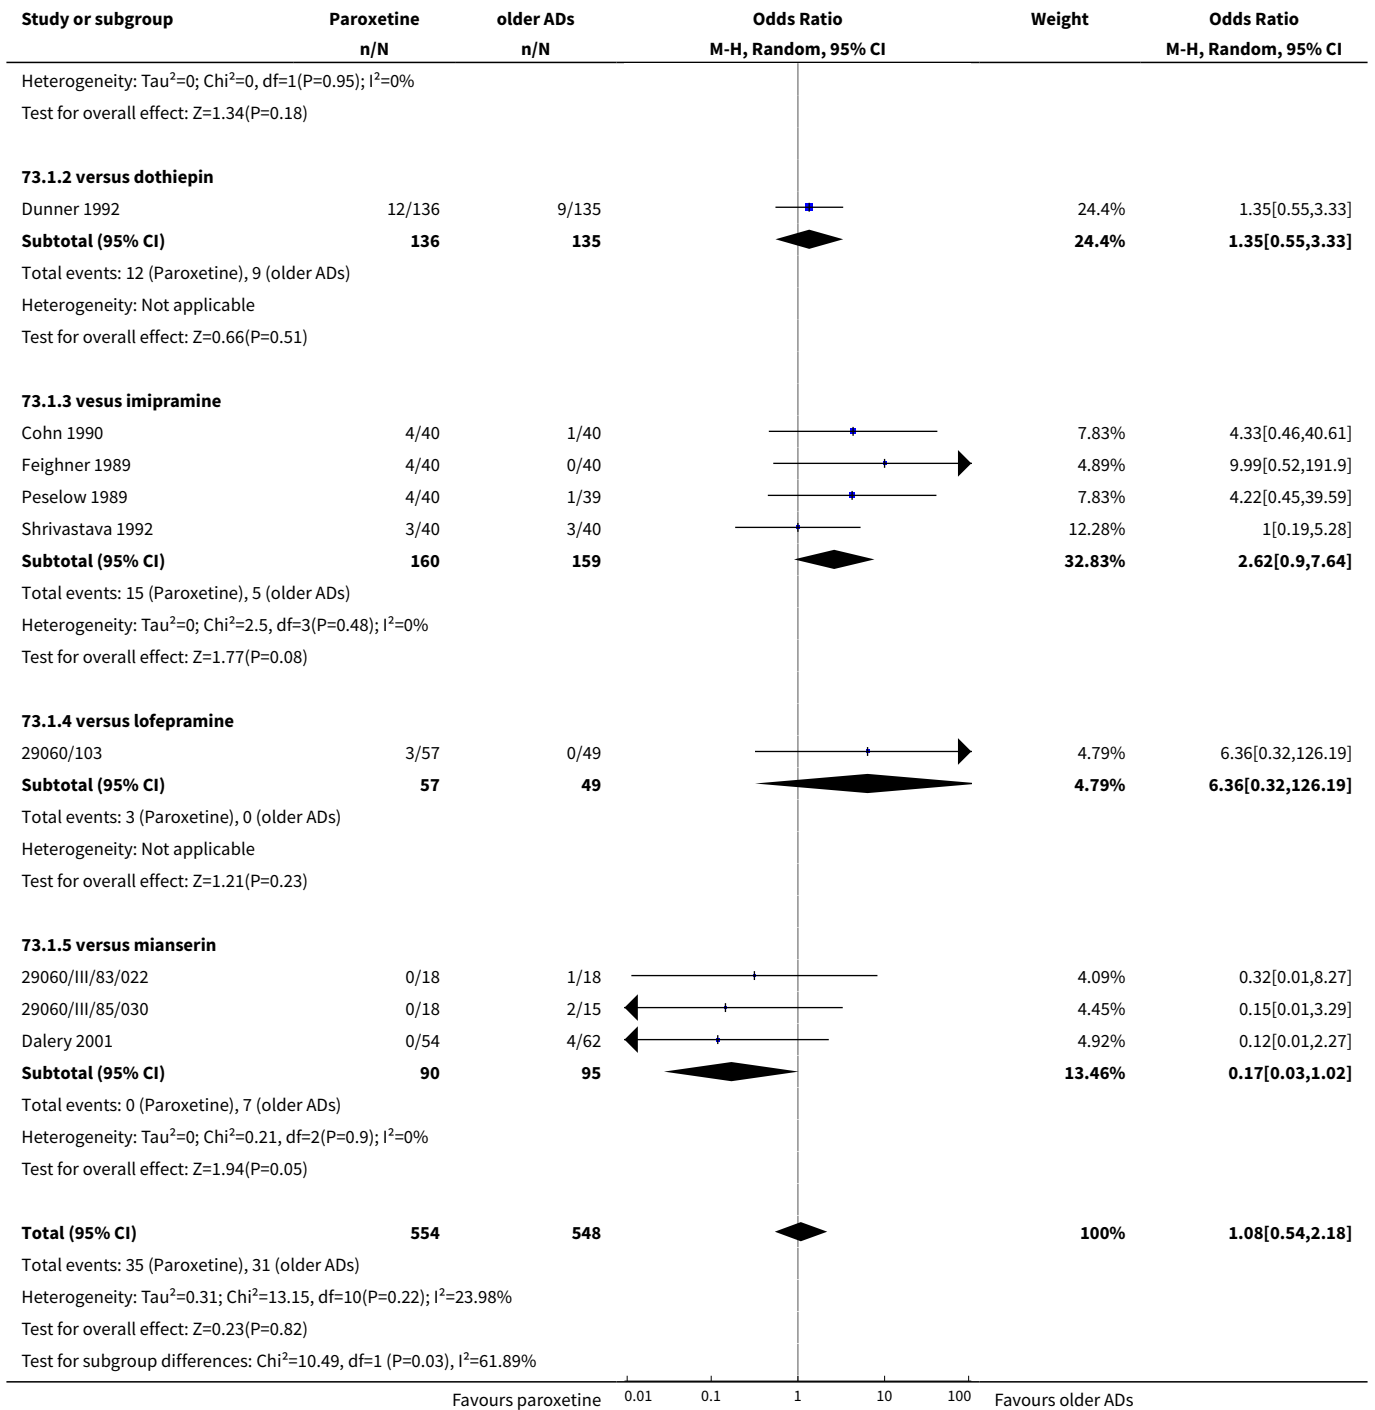 Study or subgroup Paroxetine older ADs Odds Ratio Weight Odds Ratio
n/N n/N M-H, Random, 95% CI M-H, Random, 95% CI
Heterogeneity: Tau²=0; Chi²=0, df=1(P=0.95); I²=0%
Test for overall effect: Z=1.34(P=0.18)
73.1.2 versus dothiepin
Dunner 1992 12/136 9/135 24.4% 1.35[0.55,3.33]
Subtotal (95% CI) 136 135 24.4% 1.35[0.55,3.33]
Total events: 12 (Paroxetine), 9 (older ADs)
Heterogeneity: Not applicable
Test for overall effect: Z=0.66(P=0.51)
73.1.3 vesus imipramine
Cohn 1990 4/40 1/40 7.83% 4.33[0.46,40.61]
Feighner 1989 4/40 0/40 4.89% 9.99[0.52,191.9]
Peselow 1989 4/40 1/39 7.83% 4.22[0.45,39.59]
Shrivastava 1992 3/40 3/40 12.28% 1[0.19,5.28]
Subtotal (95% CI) 160 159 32.83% 2.62[0.9,7.64]
Total events: 15 (Paroxetine), 5 (older ADs)
Heterogeneity: Tau²=0; Chi²=2.5, df=3(P=0.48); I²=0%
Test for overall effect: Z=1.77(P=0.08)
73.1.4 versus lofepramine
29060/103 3/57 0/49 4.79% 6.36[0.32,126.19]
Subtotal (95% CI) 57 49 4.79% 6.36[0.32,126.19]
Total events: 3 (Paroxetine), 0 (older ADs)
Heterogeneity: Not applicable
Test for overall effect: Z=1.21(P=0.23)
73.1.5 versus mianserin
29060/III/83/022 0/18 1/18 4.09% 0.32[0.01,8.27]
29060/III/85/030 0/18 2/15 4.45% 0.15[0.01,3.29]
Dalery 2001 0/54 4/62 4.92% 0.12[0.01,2.27]
Subtotal (95% CI) 90 95 13.46% 0.17[0.03,1.02]
Total events: 0 (Paroxetine), 7 (older ADs)
Heterogeneity: Tau²=0; Chi²=0.21, df=2(P=0.9); I²=0%
Test for overall effect: Z=1.94(P=0.05)
Total (95% CI) 554 548 100% 1.08[0.54,2.18]
Total events: 35 (Paroxetine), 31 (older ADs)
Heterogeneity: Tau²=0.31; Chi²=13.15, df=10(P=0.22); I²=23.98%
Test for overall effect: Z=0.23(P=0.82)
Test for subgroup differences: Chi²=10.49, df=1 (P=0.03), I²=61.89%
Favours paroxetine 0.01 0.1 1 10 100 Favours older ADs